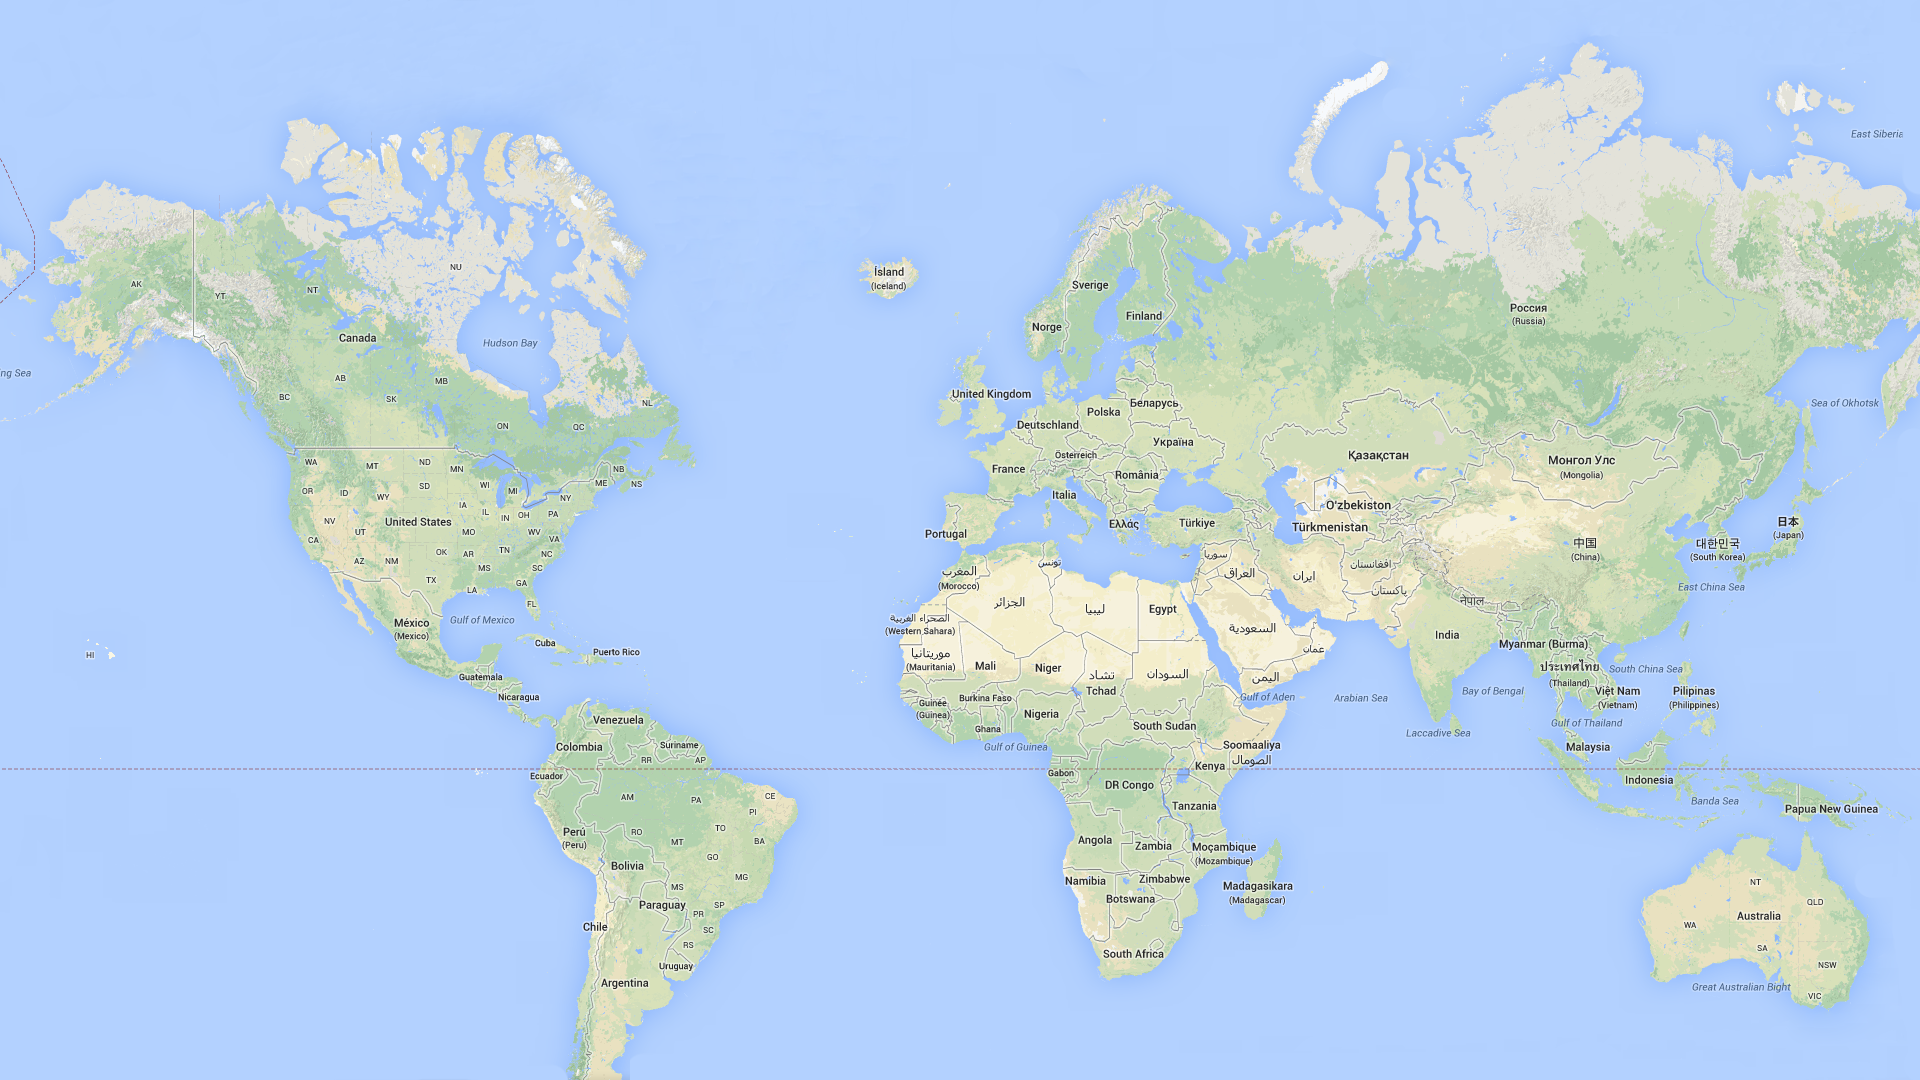 East Siberia
NU
Ísland
(Iceland)
AK
NT
Sverige
YT
Россия
(Russia)
Finland
Norge
Canada
Hudson Bay
ng Sea
AB
MB
United Kingdom
BC
SK
NL
Sea of Okhotsk
Беларусь
Polska
Deutschland
ON
QC
Україна
Österreich
Қазақстан
Монгол Улс
(Mongolia)
WA
MT
ND
MN
NB
France
România
OR
ID
WY
SD
WI
MI
ME
NS
NY
Italia
IA
IL
IN
OH
PA
O'zbekiston
NV
UT
United States
MO
WV
VA
Portugal
Ελλάς
Türkiye
Türkmenistan
日本
(Japan)
CA
AZ
NM
OK
AR
TN
NC
中国
(China)
대한민국
(South Korea)
سوريا
تونس
MS
SC
المغرب
(Morocco)
العراق
ایران
افغانستان
TX
LA
GA
East China Sea
پاکستان
FL
الجزائر
ليبيا
Egypt
नेपाल
México
(Mexico)
Gulf of Mexico
الصحراء الغربية
(Western Sahara)
السعودية
India
Cuba
Puerto Rico
موريتانيا
(Mauritania)
عمان
Myanmar (Burma)
HI
Mali
Niger
تشاد
Tchad
السودان
اليمن
ประเทศไทย
(Thailand)
South China Sea
Guatemala
Nicaragua
Burkina Faso
Gulf of Aden
Arabian Sea
Bay of Bengal
Việt Nam
(Vietnam)
Pilipinas
(Philippines)
Guinée
(Guinea)
Nigeria
Venezuela
Ghana
South Sudan
Laccadive Sea
Gulf of Thailand
Colombia
Suriname
Gulf of Guinea
Soomaaliya
الصومال
Malaysia
RR
AP
Ecuador
Gabon
Kenya
Indonesia
DR Congo
AM
PA
CE
Tanzania
Banda Sea
PI
Papua New Guinea
Perú
(Peru)
RO
TO
MT
BA
Angola
Zambia
Moçambique
(Mozambique)
Bolivia
GO
MG
Namibia
Zimbabwe
Madagasikara
(Madagascar)
NT
MS
Botswana
Paraguay
SP
PR
QLD
Australia
Chile
SC
WA
RS
South Africa
SA
Uruguay
NSW
Argentina
Great Australian Bight
VIC